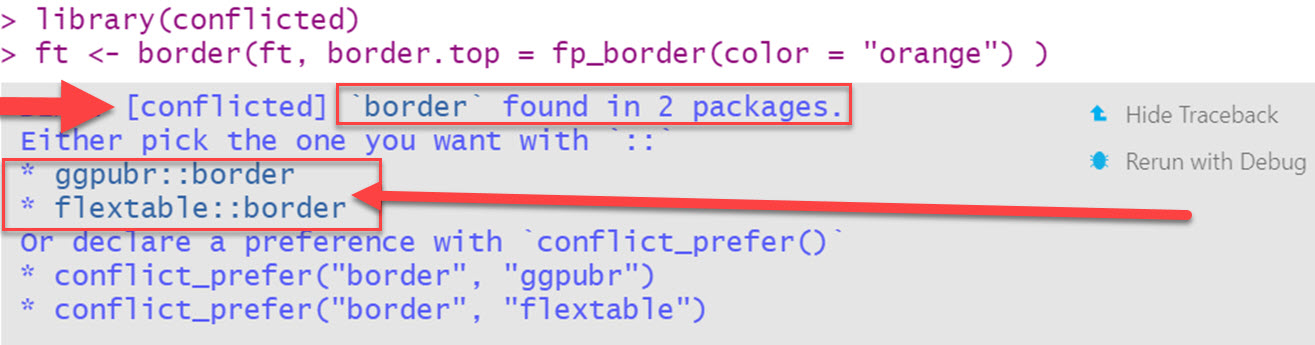 > library(conflicted)
> ft <- border(ft, border.top = fp_border(color = "orange") )
[conflicted] `border` found in 2 packages.
Hide Traceback
Either pick the one you want with `::`
Rerun with Debug
* ggpubr::border
* flextable::border
Or declare a preference with `conflict_prefer()`
* conflict_prefer("border", "ggpubr")
* conflict_prefer("border", "flextable")